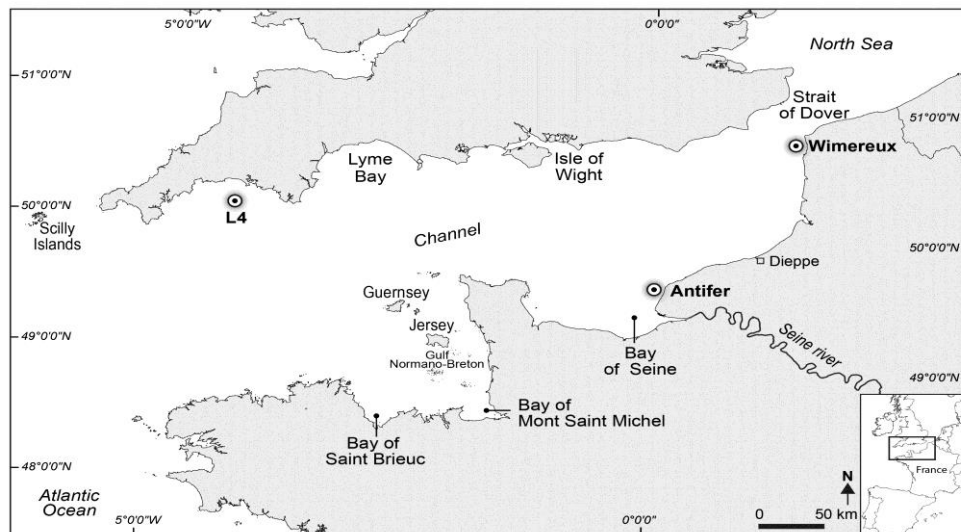 5°0'0"W
0°0'0"
North Sea
51°0'0"N
Strait
of Dover
51°0'0"N
Wimereux
Lyme
Bay
Isle of
Wight
50°0'0"N
L4
Scilly
Islands
Channel
50°0'0"N
Dieppe
Guernsey
Antifer
Jersey
49°0'0"N
Gulf
Normano-Breton
Bay
of Seine
Seine river
49°0'0"N
Bay of
Mont Saint Michel
Bay of
Saint Brieuc
48°0'0"N
France
Atlantic
Ocean
N
5°0'0"W
0°0'0"
0
50 km